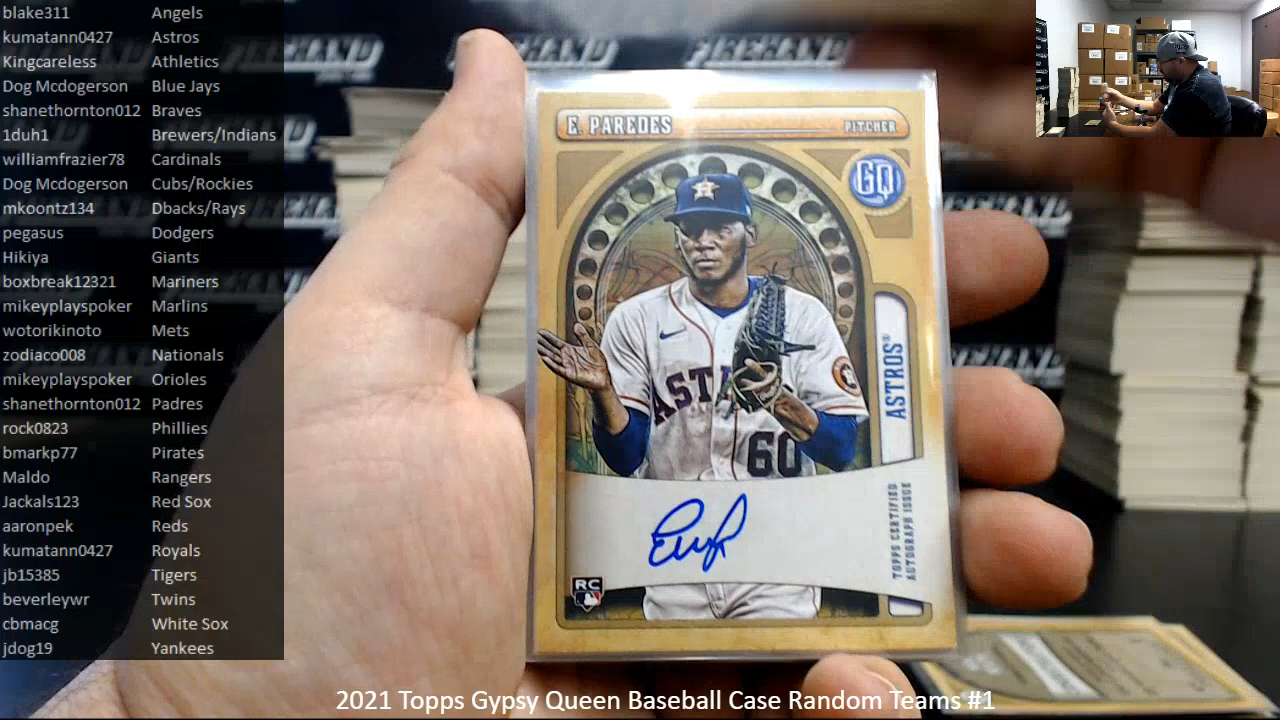 blake311 Angels
kumatann0427 Astros
Kingcareless Athletics
Dog Mcdogerson Blue Jays
shanethornton012 Braves
1duh1 Brewers/Indians
williamfrazier78 Cardinals
Dog Mcdogerson Cubs/Rockies
mkoontz134 Dbacks/Rays
pegasus Dodgers
Hikiya Giants
boxbreak12321 Mariners
mikeyplayspoker Marlins
wotorikinoto Mets
zodiaco008 Nationals
mikeyplayspoker Orioles
shanethornton012 Padres
rock0823 Phillies
bmarkp77 Pirates
Maldo Rangers
Jackals123 Red Sox
aaronpek Reds
kumatann0427 Royals
jb15385 Tigers
beverleywr Twins
cbmacg White Sox
jdog19 Yankees
E. PAREDES PITCHER
GQ
H
60
ASTROS®
TOPPS CERTIFIED
AUTOGRAPH ISSUE
RC
2021 Topps Gypsy Queen Baseball Case Random Teams #1